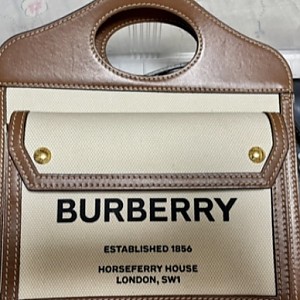 BURBERRY
ESTABLISHED 1856
HORSEFERRY HOUSE
LONDON, SW1